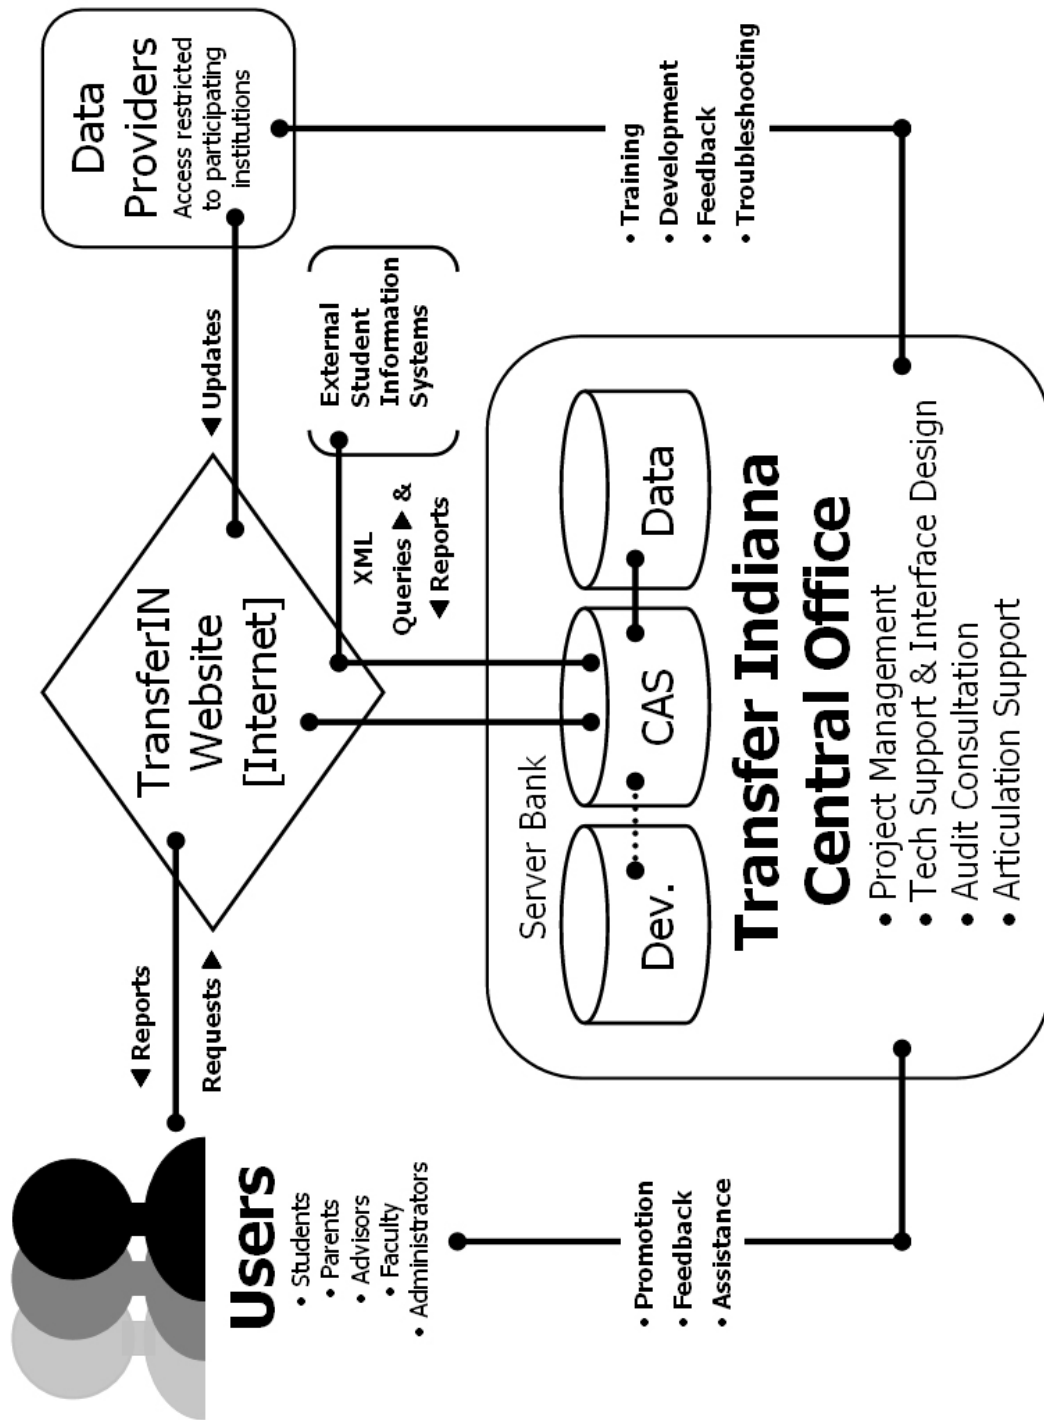 ◀ Reports
Requests ▶
Users
• Students
• Parents
• Advisors
• Faculty
• Administrators
TransferIN
Website
[Internet]
◀ Updates
Data
Providers
Access restricted
to participating
institutions
XML
Queries ▶ &
◀ Reports
External
Student
Information
Systems
• Promotion
• Feedback
• Assistance
Server Bank
Dev.
CAS
Data
Transfer Indiana
Central Office
• Project Management
• Tech Support & Interface Design
• Audit Consultation
• Articulation Support
• Training
• Development
• Feedback
• Troubleshooting